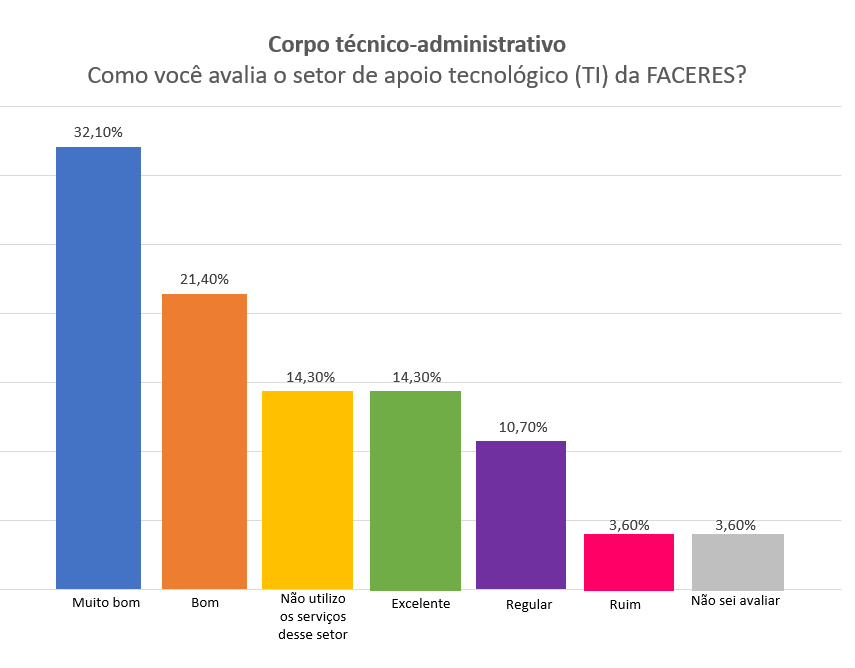 Corpo técnico-administrativo
Como você avalia o setor de apoio tecnológico (TI) da FACERES?
32,10%
21,40%
14,30%
14,30%
10,70%
3,60%
3,60%
Muito bom
Bom
Não utilizo
os serviços
desse setor
Excelente
Regular
Ruim
Não sei avaliar